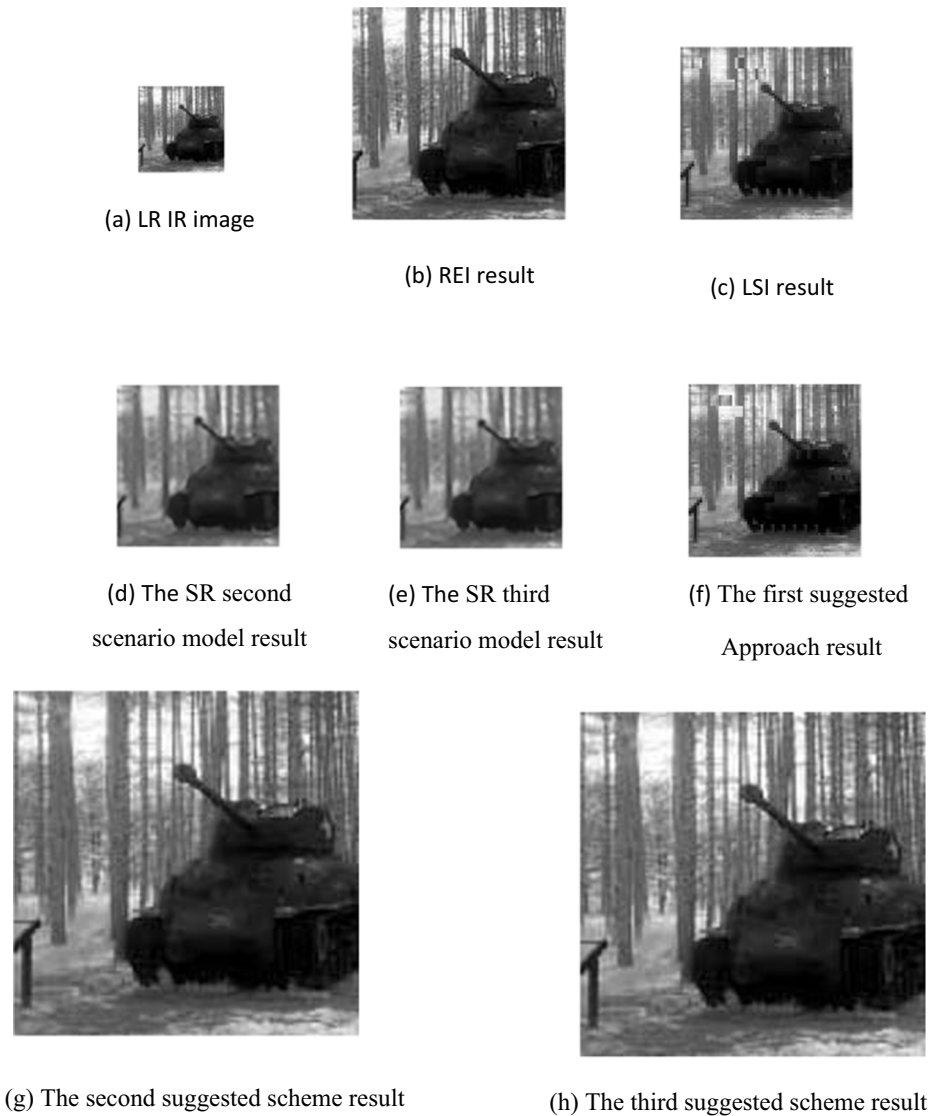 (a) LR IR image
(b) REI result
(c) LSI result
(d) The SR second
scenario model result
(e) The SR third
scenario model result
(f) The first suggested
Approach result
(g) The second suggested scheme result
(h) The third suggested scheme result